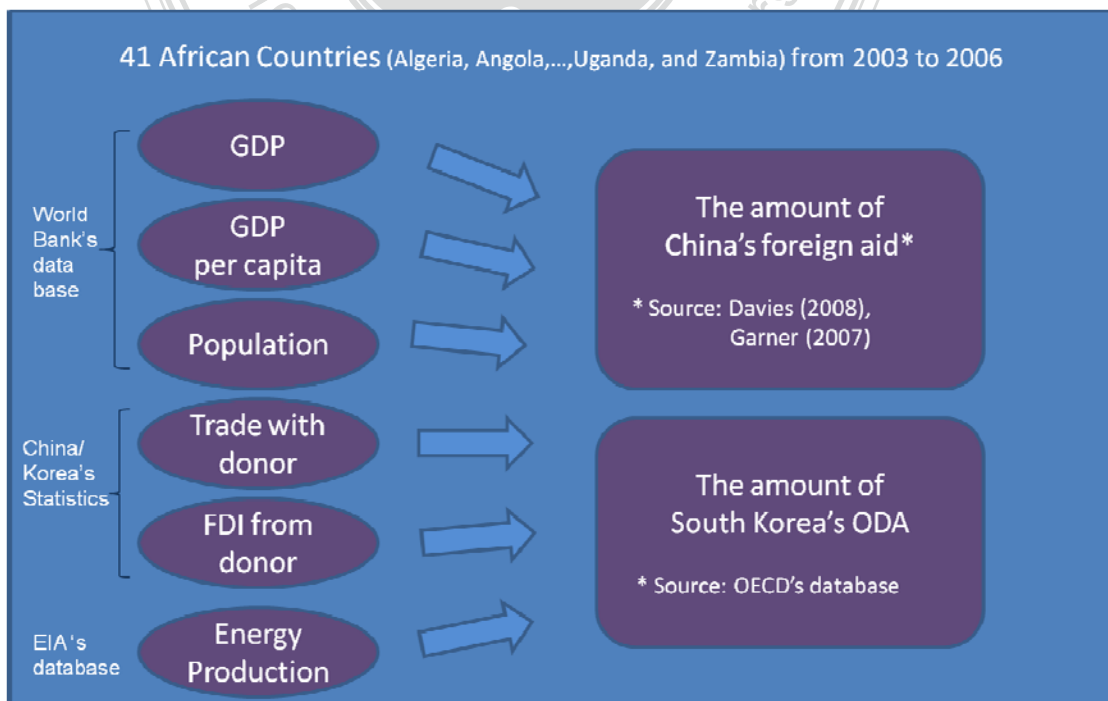 41 African Countries (Algeria, Angola,...,Uganda, and Zambia) from 2003 to 2006
World
Bank's
data
base
GDP
GDP
per capita
Population
China/
Korea's
Statistics
Trade with
donor
FDI from
donor
EIA's
database
Energy
Production
The amount of
China's foreign aid*
* Source: Davies (2008),
Garner (2007)
The amount of
South Korea's ODA
* Source: OECD's database